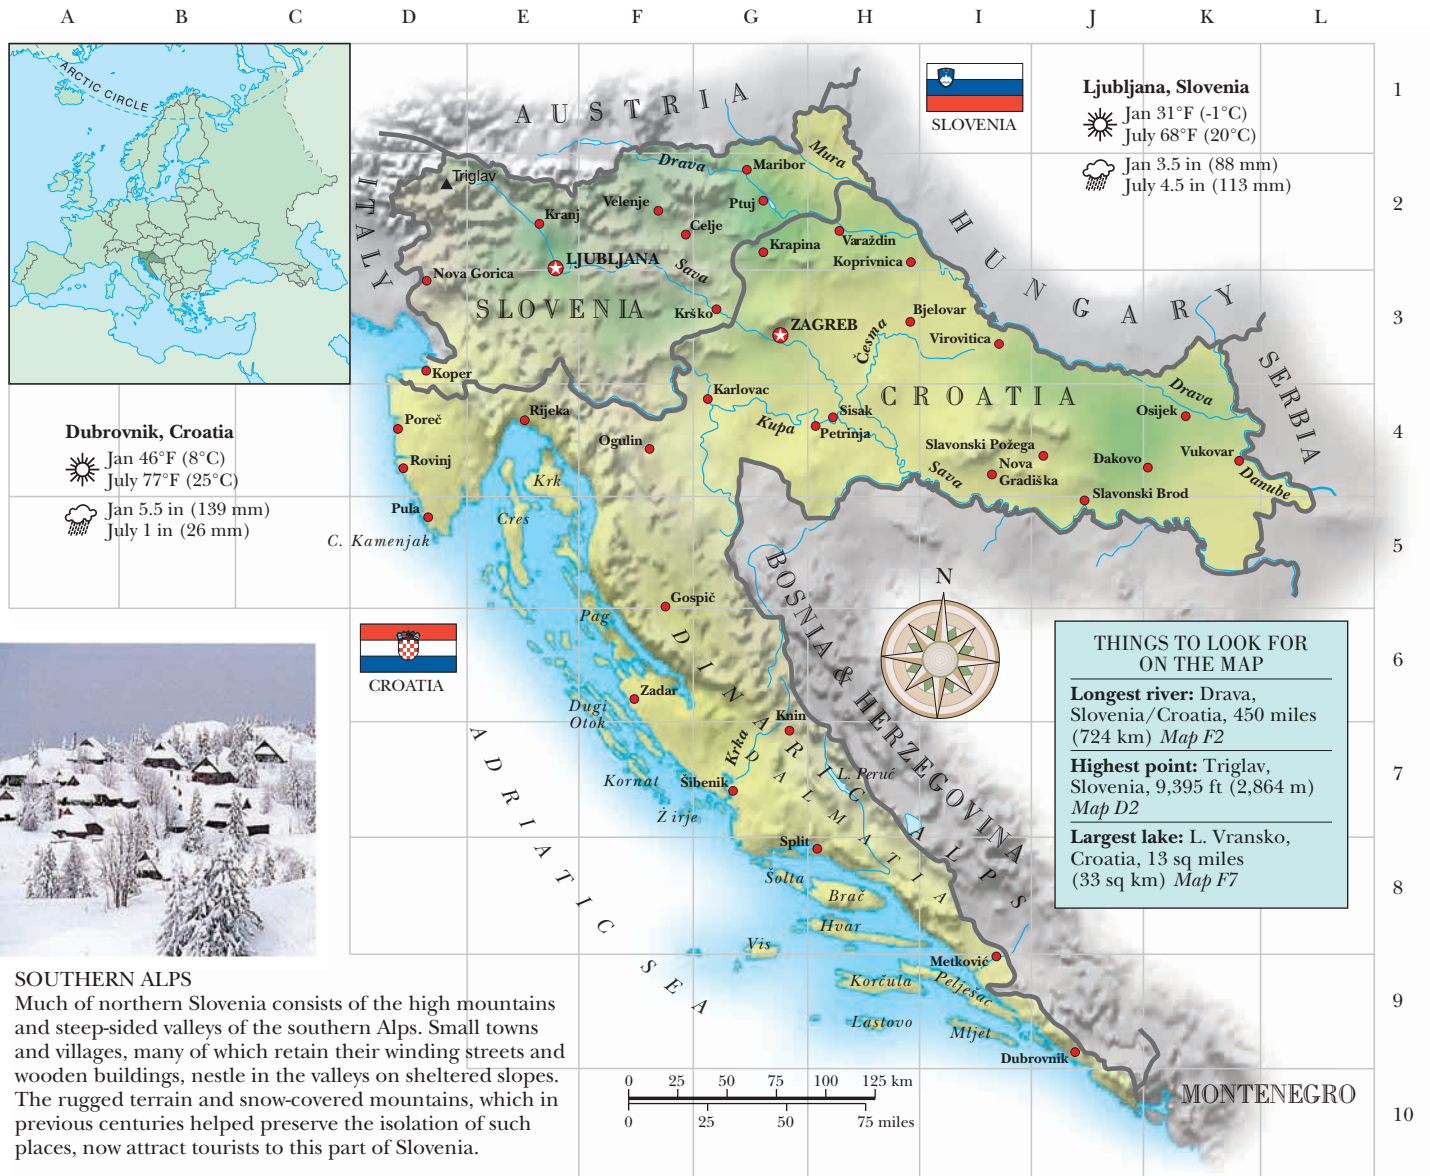 A B C D E F G H I J K L
1
2
3
4
5
6
7
8
9
10
ARCTIC CIRCLE
AUSTRIA
ITALY
HUNGARY
SERBIA
BOSNIA & HERZEGOVINA
MONTENEGRO
SLOVENIA
CROATIA
SLOVENIA
Ljubljana, Slovenia
Jan 31°F (-1°C)
July 68°F (20°C)
Jan 3.5 in (88 mm)
July 4.5 in (113 mm)
Triglav
Drava
Maribor
Mura
Velenje
Ptuj
Kranj
Celje
Krapina
Varaždin
Koprivnica
LJUBLJANA
Nova Gorica
Sava
Krško
ZAGREB
Česma
Bjelovar
Virovitica
Koper
Karlovac
Drava
Osijek
Poreč
Rijeka
Sisak
Kupa
Petrinja
Ogulin
Slavonski Požega
Nova
Gradiška
Đakovo
Vukovar
Rovinj
Sava
Danube
Krk
Slavonski Brod
Pula
Cres
C. Kamenjak
Dubrovnik, Croatia
Jan 46°F (8°C)
July 77°F (25°C)
Jan 5.5 in (139 mm)
July 1 in (26 mm)
N
Gospič
Pag
CROATIA
DINARIC ALPS
Zadar
Dugi
Otok
Knin
Krka
DALMATIA
L. Peruć
Kornat
Šibenik
Žirje
ADRIATIC SEA
Split
Šolta
Brač
Hvar
Vis
Metković
Korčula
Pelješac
Lastovo
Mljet
Dubrovnik
THINGS TO LOOK FOR
ON THE MAP
Longest river: Drava,
Slovenia/Croatia, 450 miles
(724 km) Map F2
Highest point: Triglav,
Slovenia, 9,395 ft (2,864 m)
Map D2
Largest lake: L. Vransko,
Croatia, 13 sq miles
(33 sq km) Map F7
0 25 50 75 100 125 km
0 25 50 75 miles
SOUTHERN ALPS
Much of northern Slovenia consists of the high mountains
and steep-sided valleys of the southern Alps. Small towns
and villages, many of which retain their winding streets and
wooden buildings, nestle in the valleys on sheltered slopes.
The rugged terrain and snow-covered mountains, which in
previous centuries helped preserve the isolation of such
places, now attract tourists to this part of Slovenia.